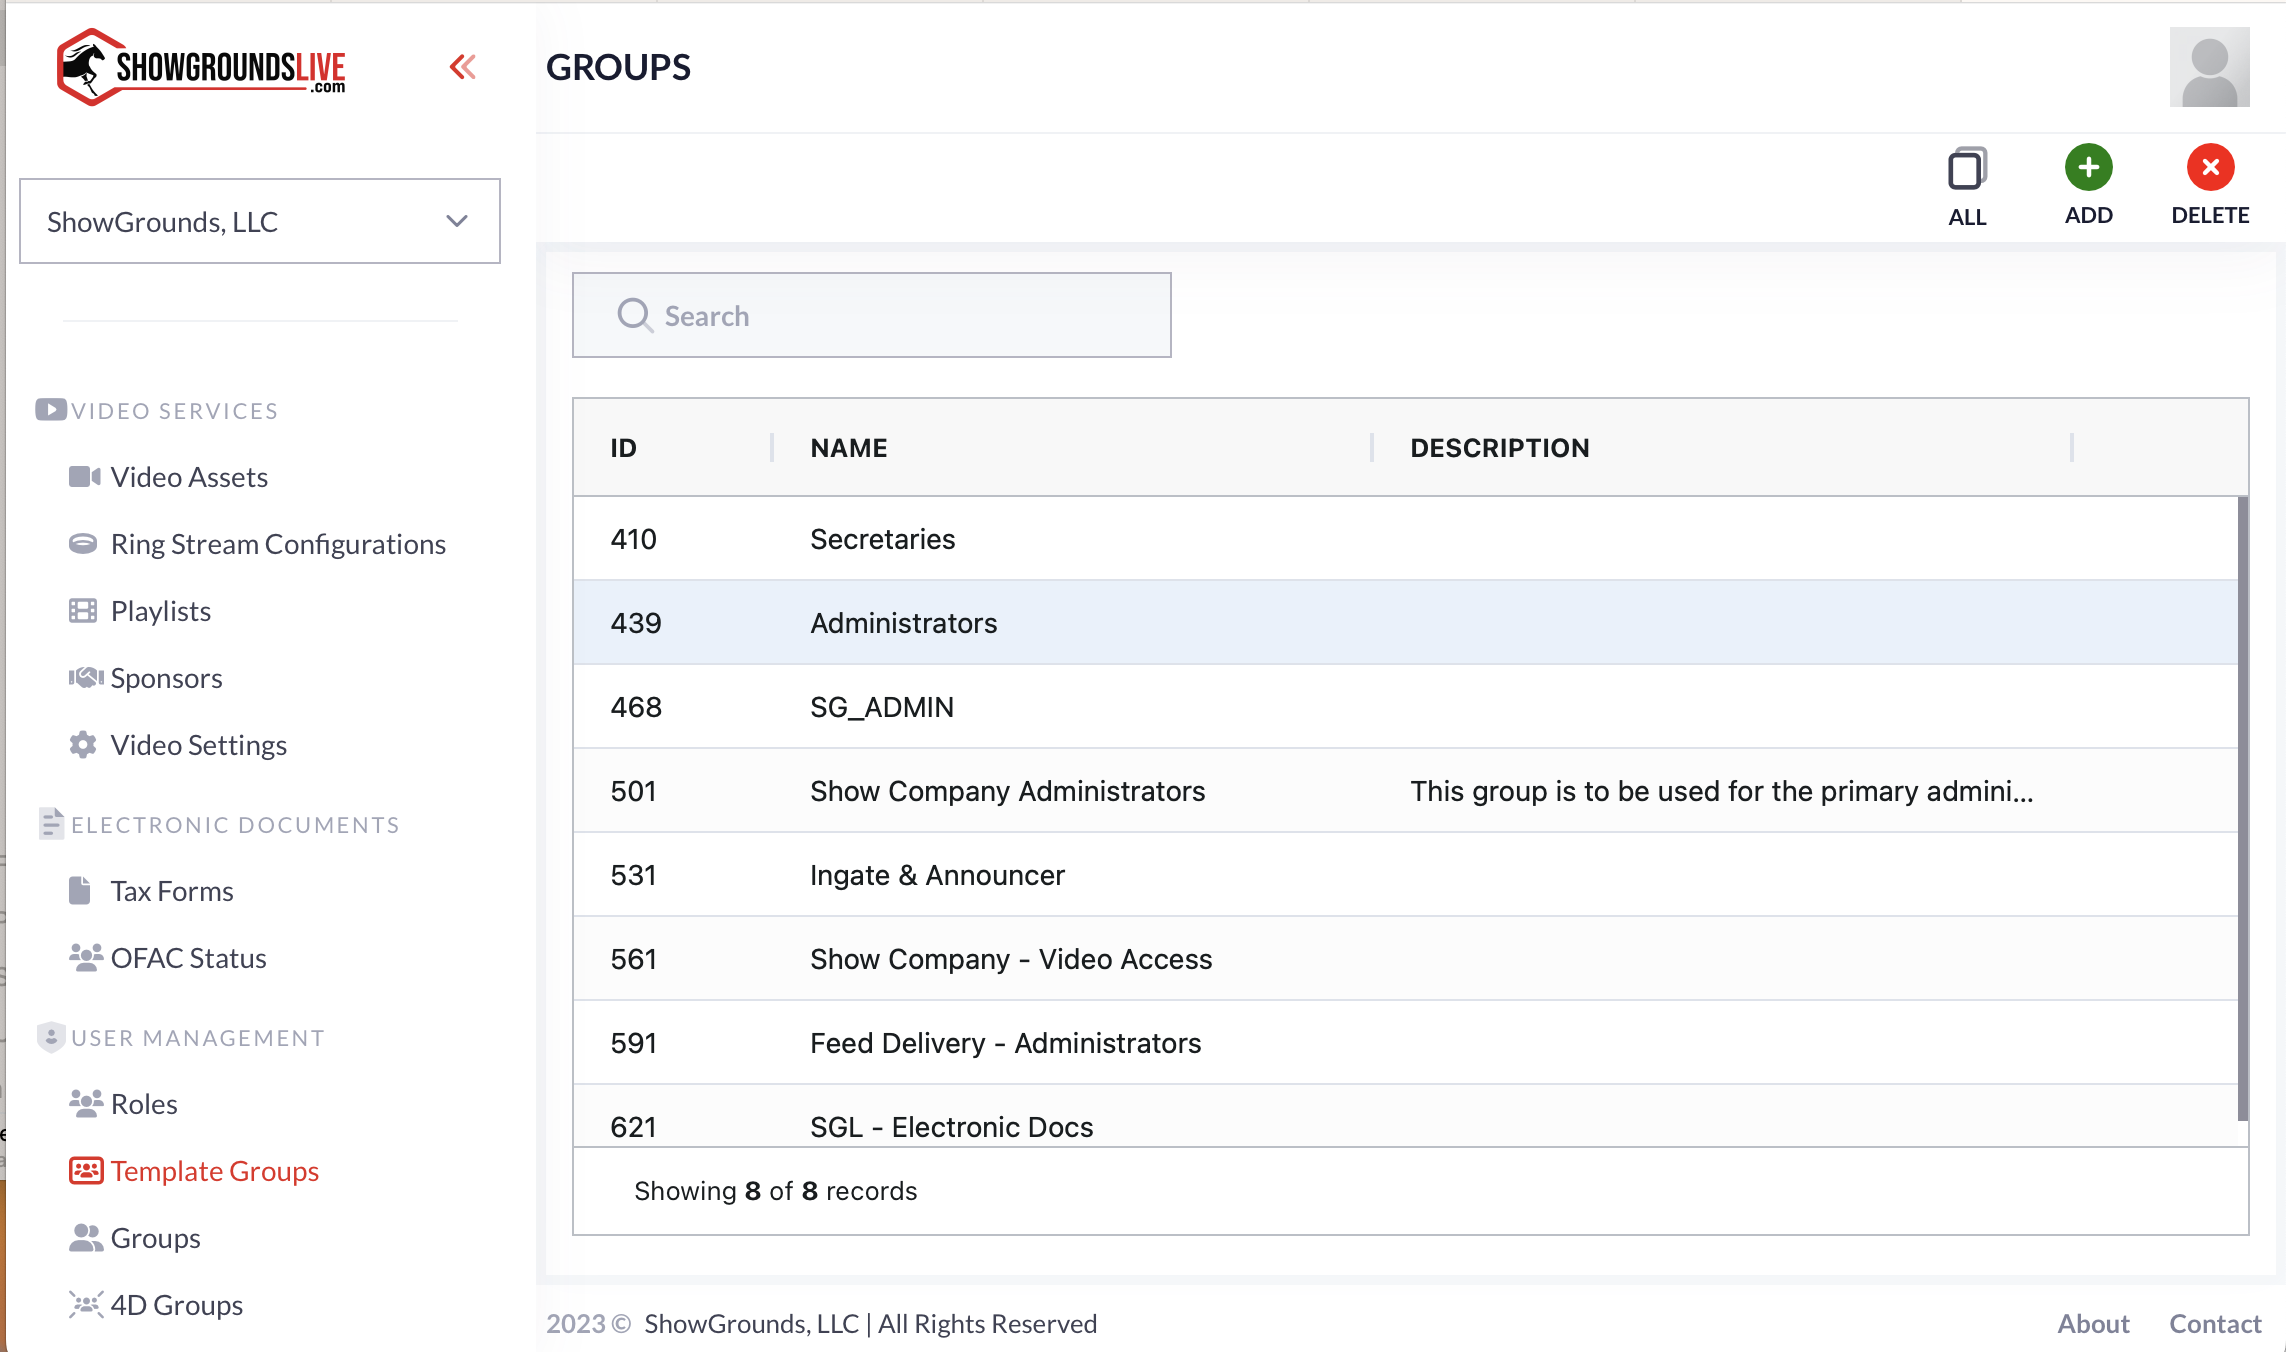 SHOWGROUNDSLIVE
.com
GROUPS
ALL
ADD
DELETE
ShowGrounds, LLC
Search
VIDEO SERVICES
Video Assets
Ring Stream Configurations
Playlists
Sponsors
Video Settings
ELECTRONIC DOCUMENTS
Tax Forms
OFAC Status
USER MANAGEMENT
Roles
Template Groups
Groups
4D Groups
ID NAME DESCRIPTION
410 Secretaries
439 Administrators
468 SG_ADMIN
501 Show Company Administrators This group is to be used for the primary admini...
531 Ingate & Announcer
561 Show Company - Video Access
591 Feed Delivery - Administrators
621 SGL - Electronic Docs
Showing 8 of 8 records
2023 © ShowGrounds, LLC | All Rights Reserved
About Contact